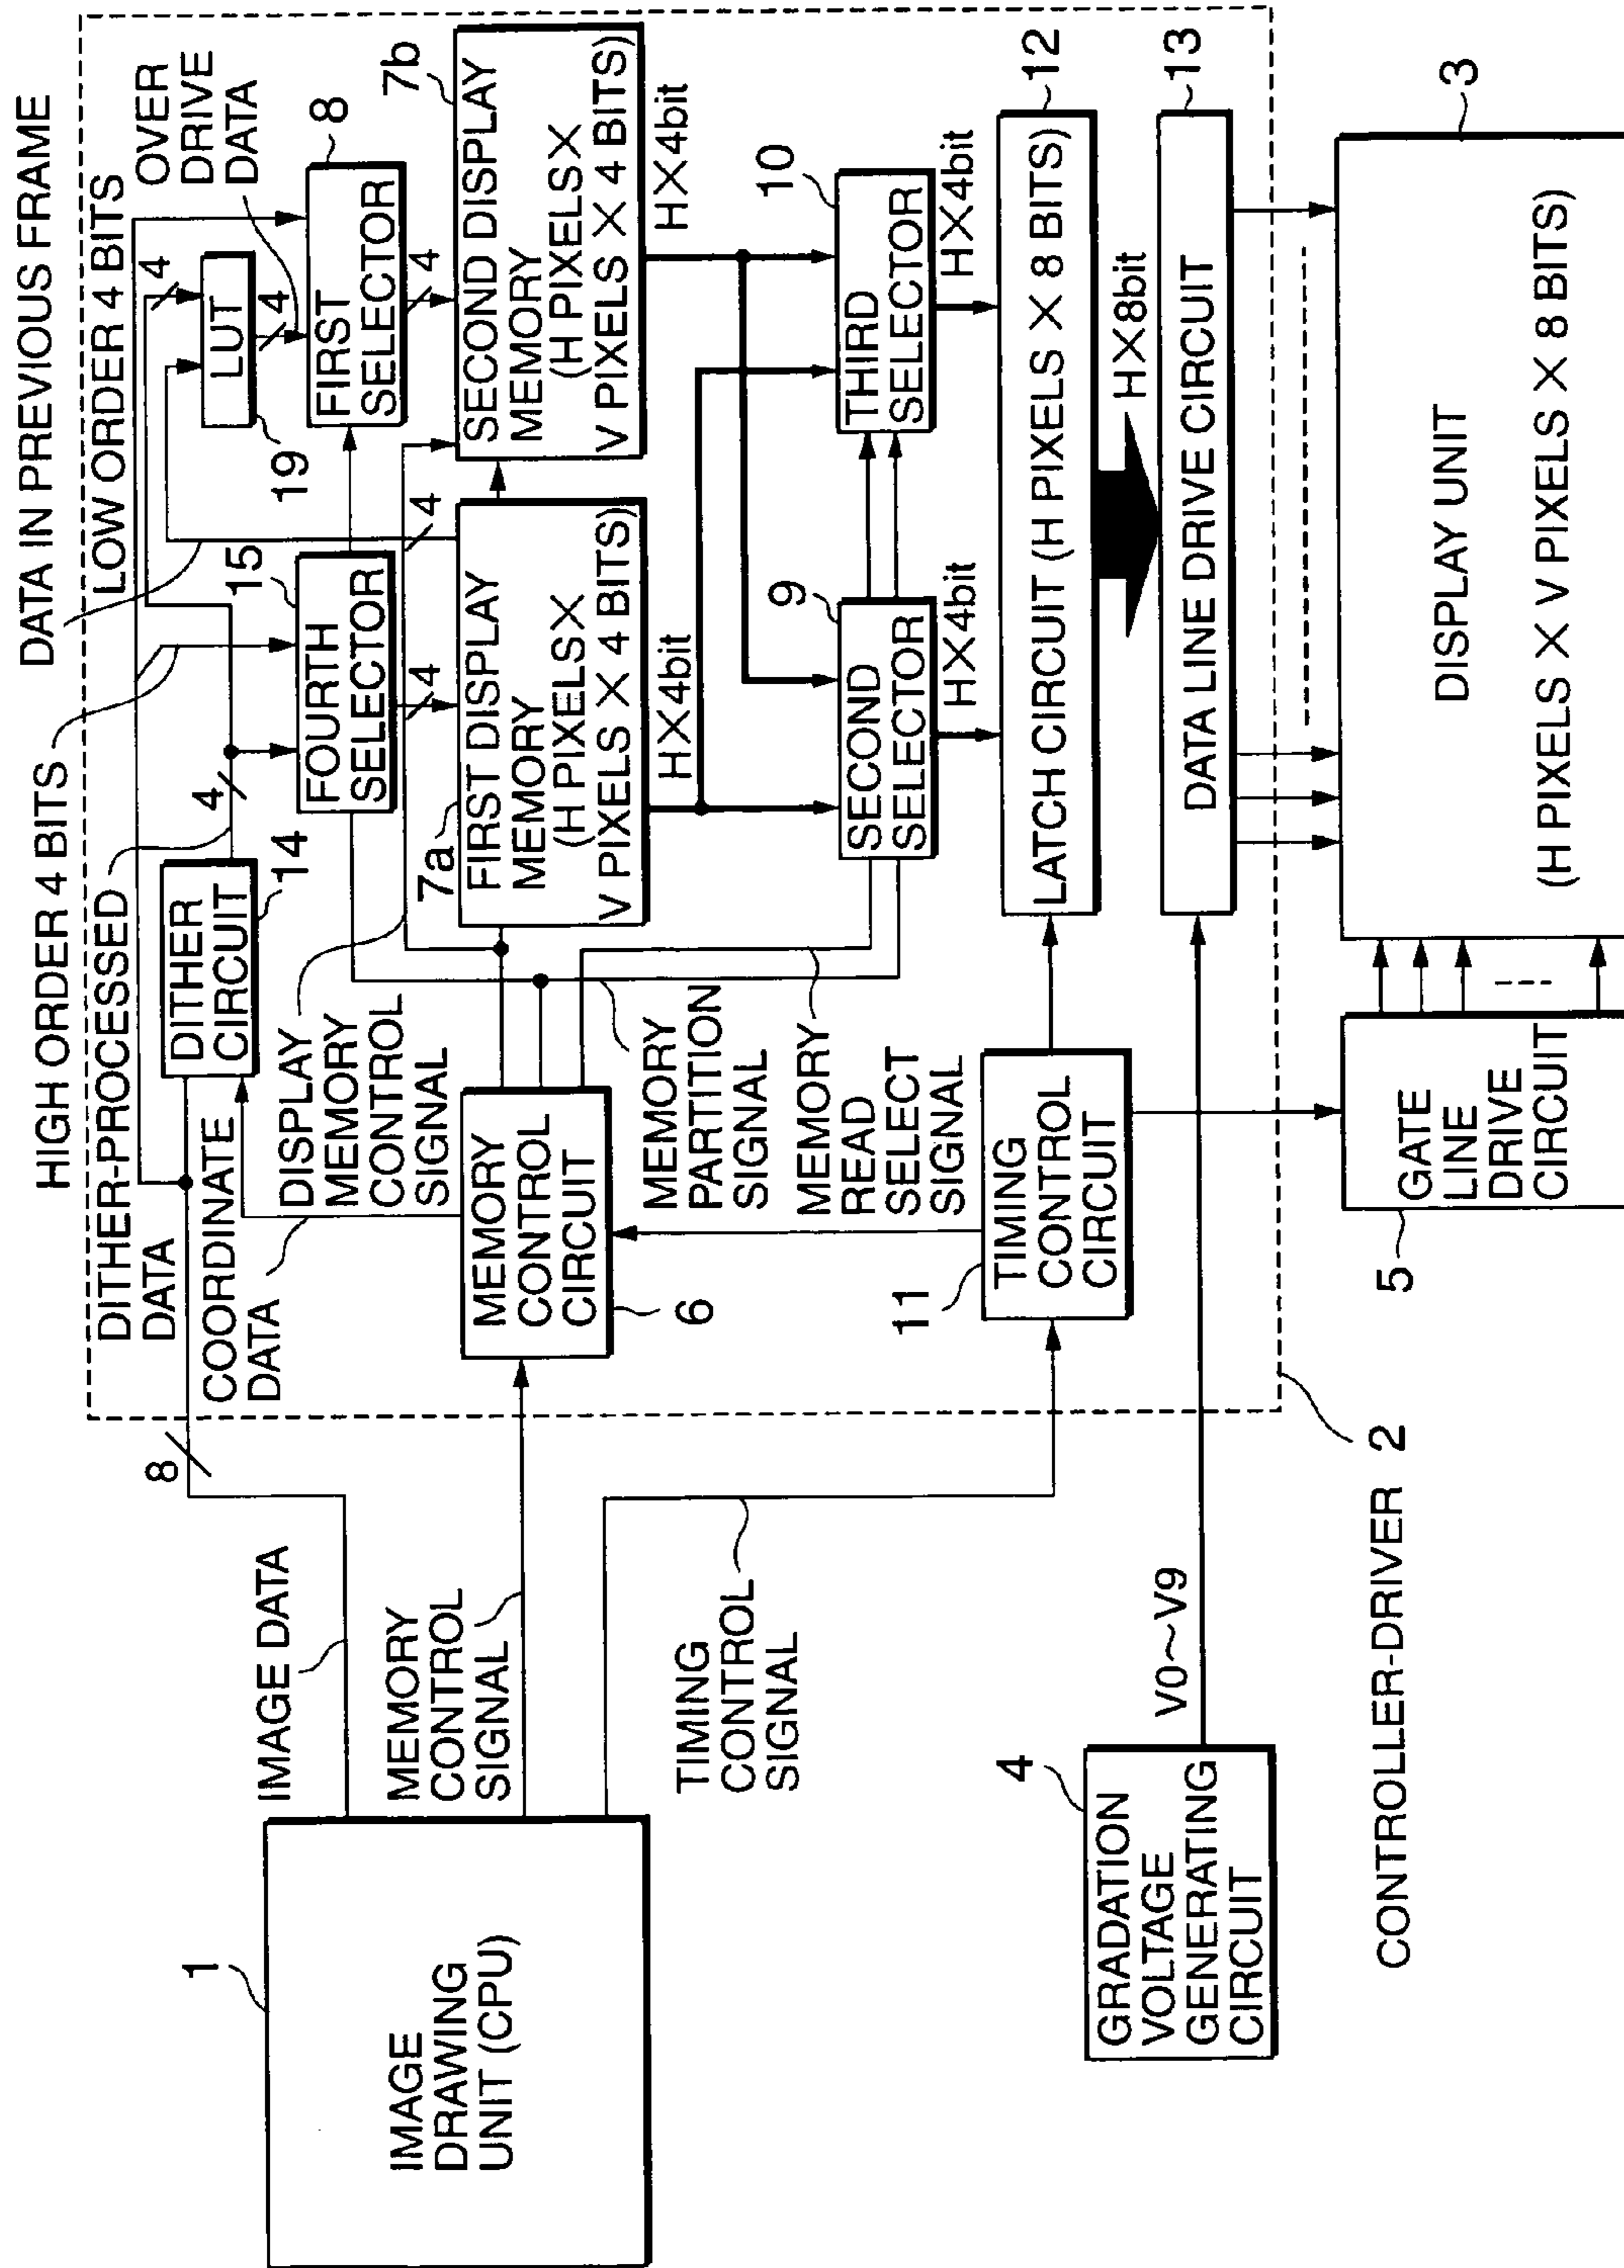 1
IMAGE
DRAWING
UNIT (CPU)
IMAGE DATA
MEMORY
CONTROL
SIGNAL
TIMING
CONTROL
SIGNAL
4
GRADATION
VOLTAGE
GENERATING
CIRCUIT
V0~V9
CONTROLLER-DRIVER 2
8
HIGH ORDER 4 BITS
DITHER-PROCESSED
DATA
COORDINATE
DATA
DITHER
CIRCUIT
14
4
DISPLAY
MEMORY
CONTROL
SIGNAL
MEMORY
CONTROL
CIRCUIT
6
MEMORY
PARTITION
SIGNAL
MEMORY
READ
SELECT
SIGNAL
11
TIMING
CONTROL
CIRCUIT
5
GATE
LINE
DRIVE
CIRCUIT
DATA IN PREVIOUS FRAME
LOW ORDER 4 BITS
15
FOURTH
SELECTOR
4
4
7a
FIRST DISPLAY
MEMORY
(H PIXELS×
V PIXELS × 4 BITS)
H×4bit
OVER
DRIVE
DATA
4
LUT
4
19
8
FIRST
SELECTOR
4
7b
SECOND DISPLAY
MEMORY
(H PIXELS×
V PIXELS × 4 BITS)
H×4bit
9
SECOND
SELECTOR
H×4bit
10
THIRD
SELECTOR
H×4bit
12
LATCH CIRCUIT (H PIXELS × 8 BITS)
H×8bit
13
DATA LINE DRIVE CIRCUIT
3
DISPLAY UNIT
(H PIXELS × V PIXELS × 8 BITS)